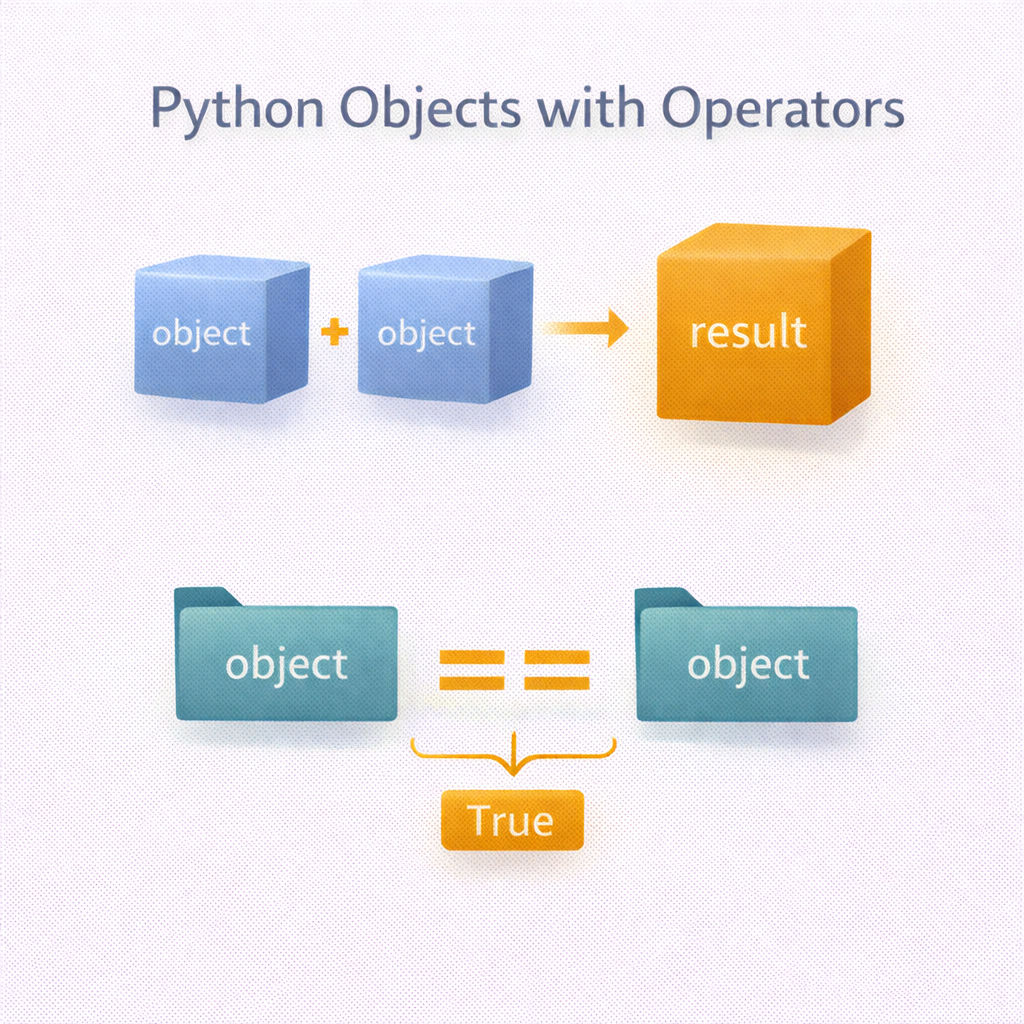 Python Objects with Operators
object + object → result
object == object
True